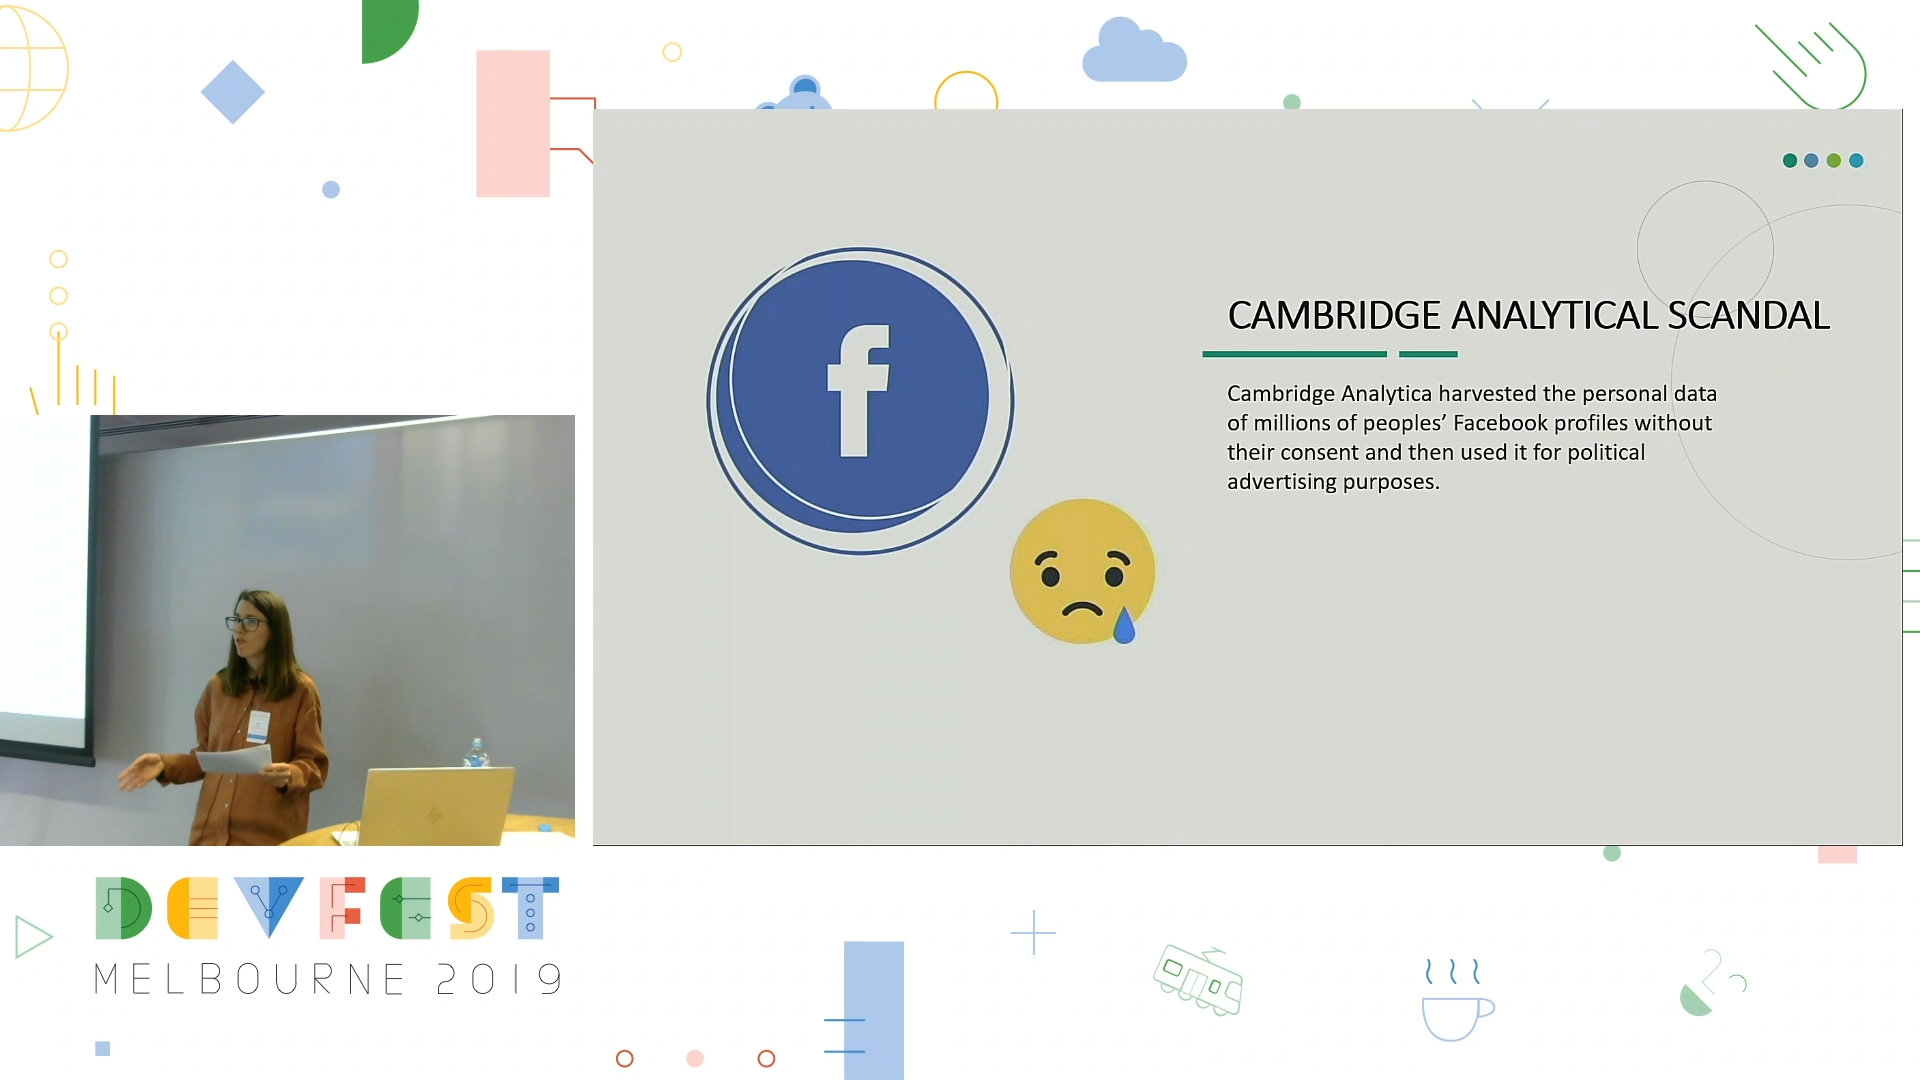 CAMBRIDGE ANALYTICAL SCANDAL
Cambridge Analytica harvested the personal data
of millions of peoples’ Facebook profiles without
their consent and then used it for political
advertising purposes.
f
hp
DEVFEST
MELBOURNE 2019